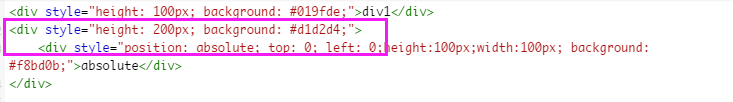 <div style="height: 100px; background: #019fde;">div1</div>
<div style="height: 200px; background: #d1d2d4;">
    <div style="position: absolute; top: 0; left: 0;height:100px;width:100px; background:
#f8bd0b;">absolute</div>
</div>